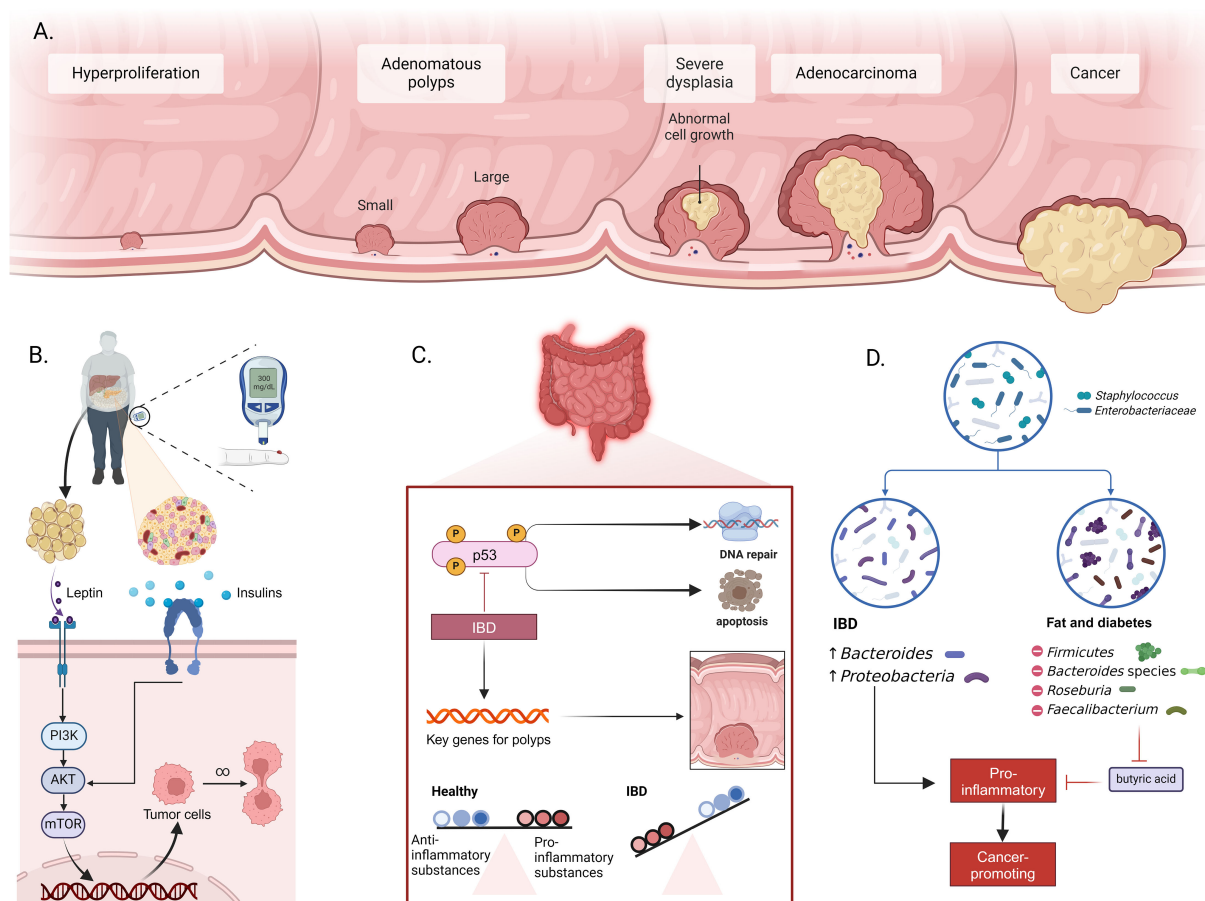 A.
Hyperproliferation
Adenomatous
polyps
Severe
dysplasia
Adenocarcinoma
Cancer
Abnormal
cell growth
Small
Large
B.
300
mg/dL
Leptin
Insulins
PI3K
AKT
mTOR
∞
Tumor cells
C.
P
P
P
p53
DNA repair
apoptosis
IBD
Key genes for polyps
Healthy
Anti-
inflammatory
substances
Pro-
inflammatory
substances
IBD
D.
Staphylococcus
Enterobacteriaceae
IBD
↑ Bacteroides
↑ Proteobacteria
Fat and diabetes
Firmicutes
Bacteroides species
Roseburia
Faecalibacterium
butyric acid
Pro-
inflammatory
Cancer-
promoting